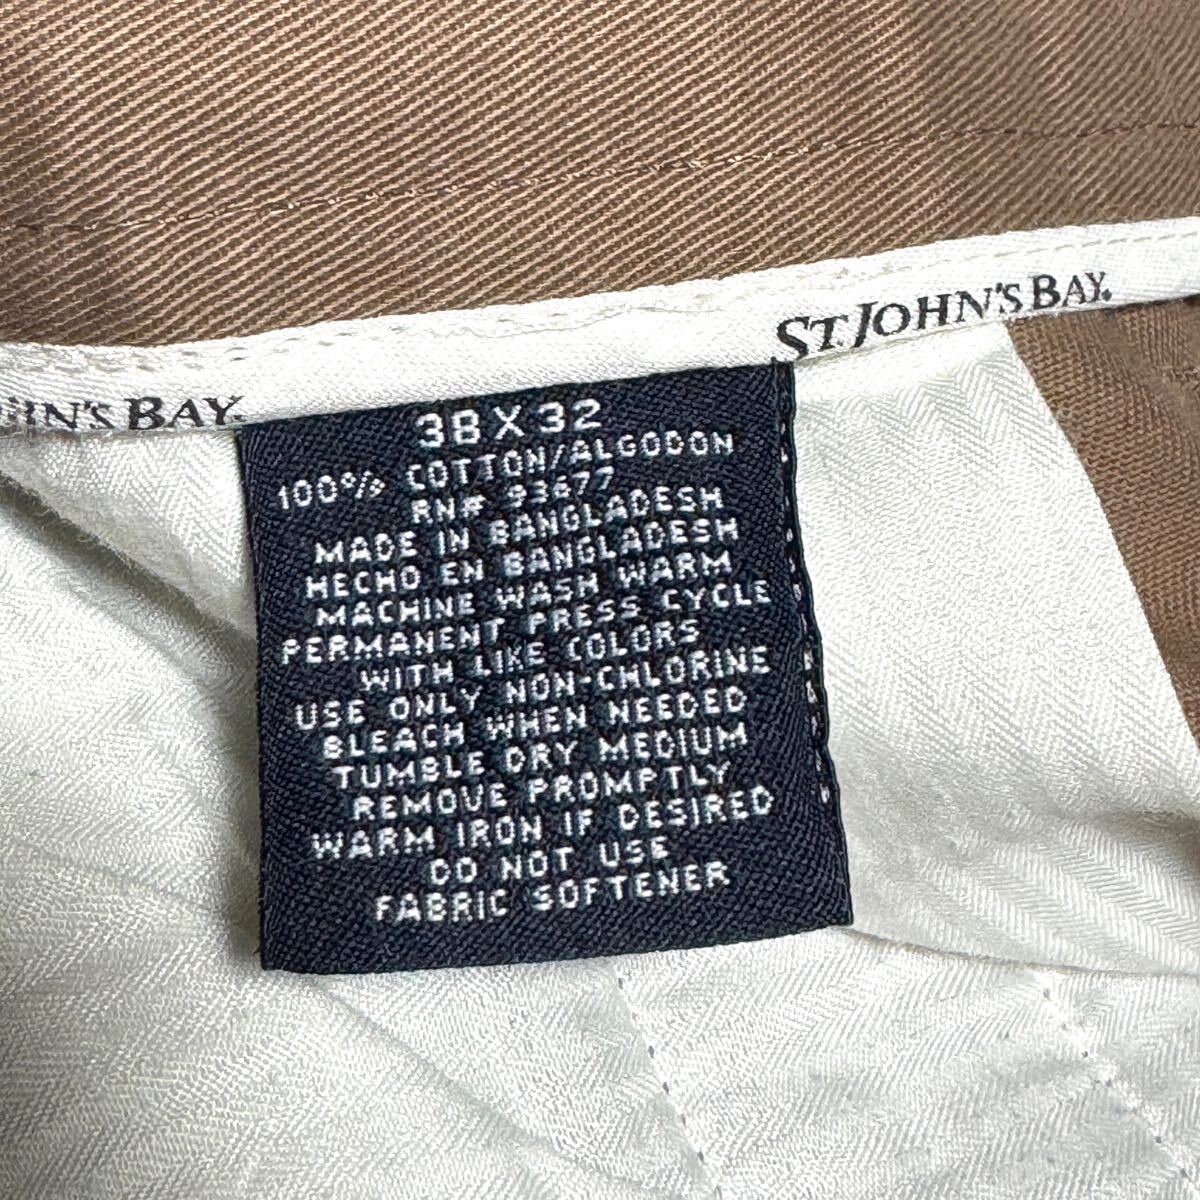 ST. JOHN'S BAY.
HN'S BAY.
38 X 32
100% COTTON/ALGODON
RN# 93677
MADE IN BANGLADESH
HECHO EN BANGLADESH
MACHINE WASH WARM
PERMANENT PRESS CYCLE
WITH LIKE COLORS
USE ONLY NON-CHLORINE
BLEACH WHEN NEEDED
TUMBLE DRY MEDIUM
REMOVE PROMPTLY
WARM IRON IF DESIRED
DO NOT USE
FABRIC SOFTENER